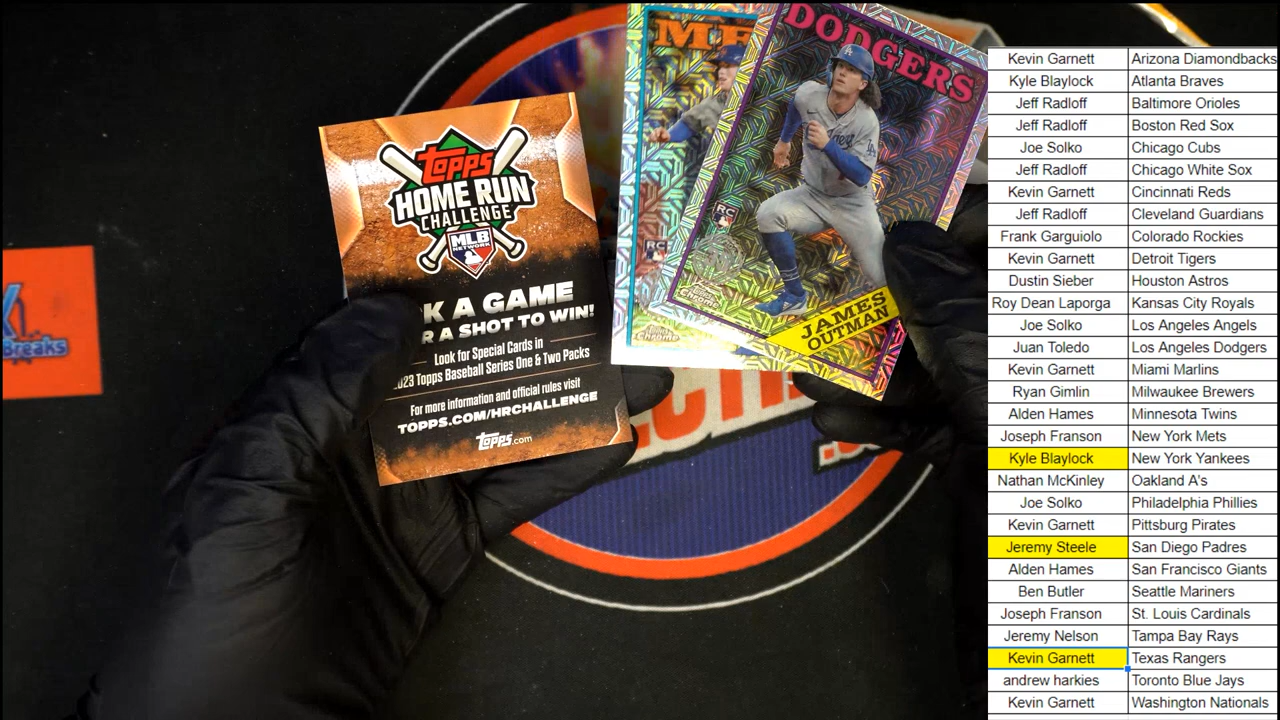 TOPPS
HOME RUN
CHALLENGE
MLB
NETWORK
K A GAME
R A SHOT TO WIN!
Look for Special Cards in
023 Topps Baseball Series One & Two Packs
For more information and official rules visit
TOPPS.COM/HRCHALLENGE
Topps.com
ME
RC
Topps
Chrome
DODGERS
RC
Topps
Chrome
JAMES
OUTMAN
Breaks
Kevin Garnett Arizona Diamondbacks
Kyle Blaylock Atlanta Braves
Jeff Radloff Baltimore Orioles
Jeff Radloff Boston Red Sox
Joe Solko Chicago Cubs
Jeff Radloff Chicago White Sox
Kevin Garnett Cincinnati Reds
Jeff Radloff Cleveland Guardians
Frank Garguiolo Colorado Rockies
Kevin Garnett Detroit Tigers
Dustin Sieber Houston Astros
Roy Dean Laporga Kansas City Royals
Joe Solko Los Angeles Angels
Juan Toledo Los Angeles Dodgers
Kevin Garnett Miami Marlins
Ryan Gimlin Milwaukee Brewers
Alden Hames Minnesota Twins
Joseph Franson New York Mets
Kyle Blaylock New York Yankees
Nathan McKinley Oakland A's
Joe Solko Philadelphia Phillies
Kevin Garnett Pittsburg Pirates
Jeremy Steele San Diego Padres
Alden Hames San Francisco Giants
Ben Butler Seattle Mariners
Joseph Franson St. Louis Cardinals
Jeremy Nelson Tampa Bay Rays
Kevin Garnett Texas Rangers
andrew harkies Toronto Blue Jays
Kevin Garnett Washington Nationals